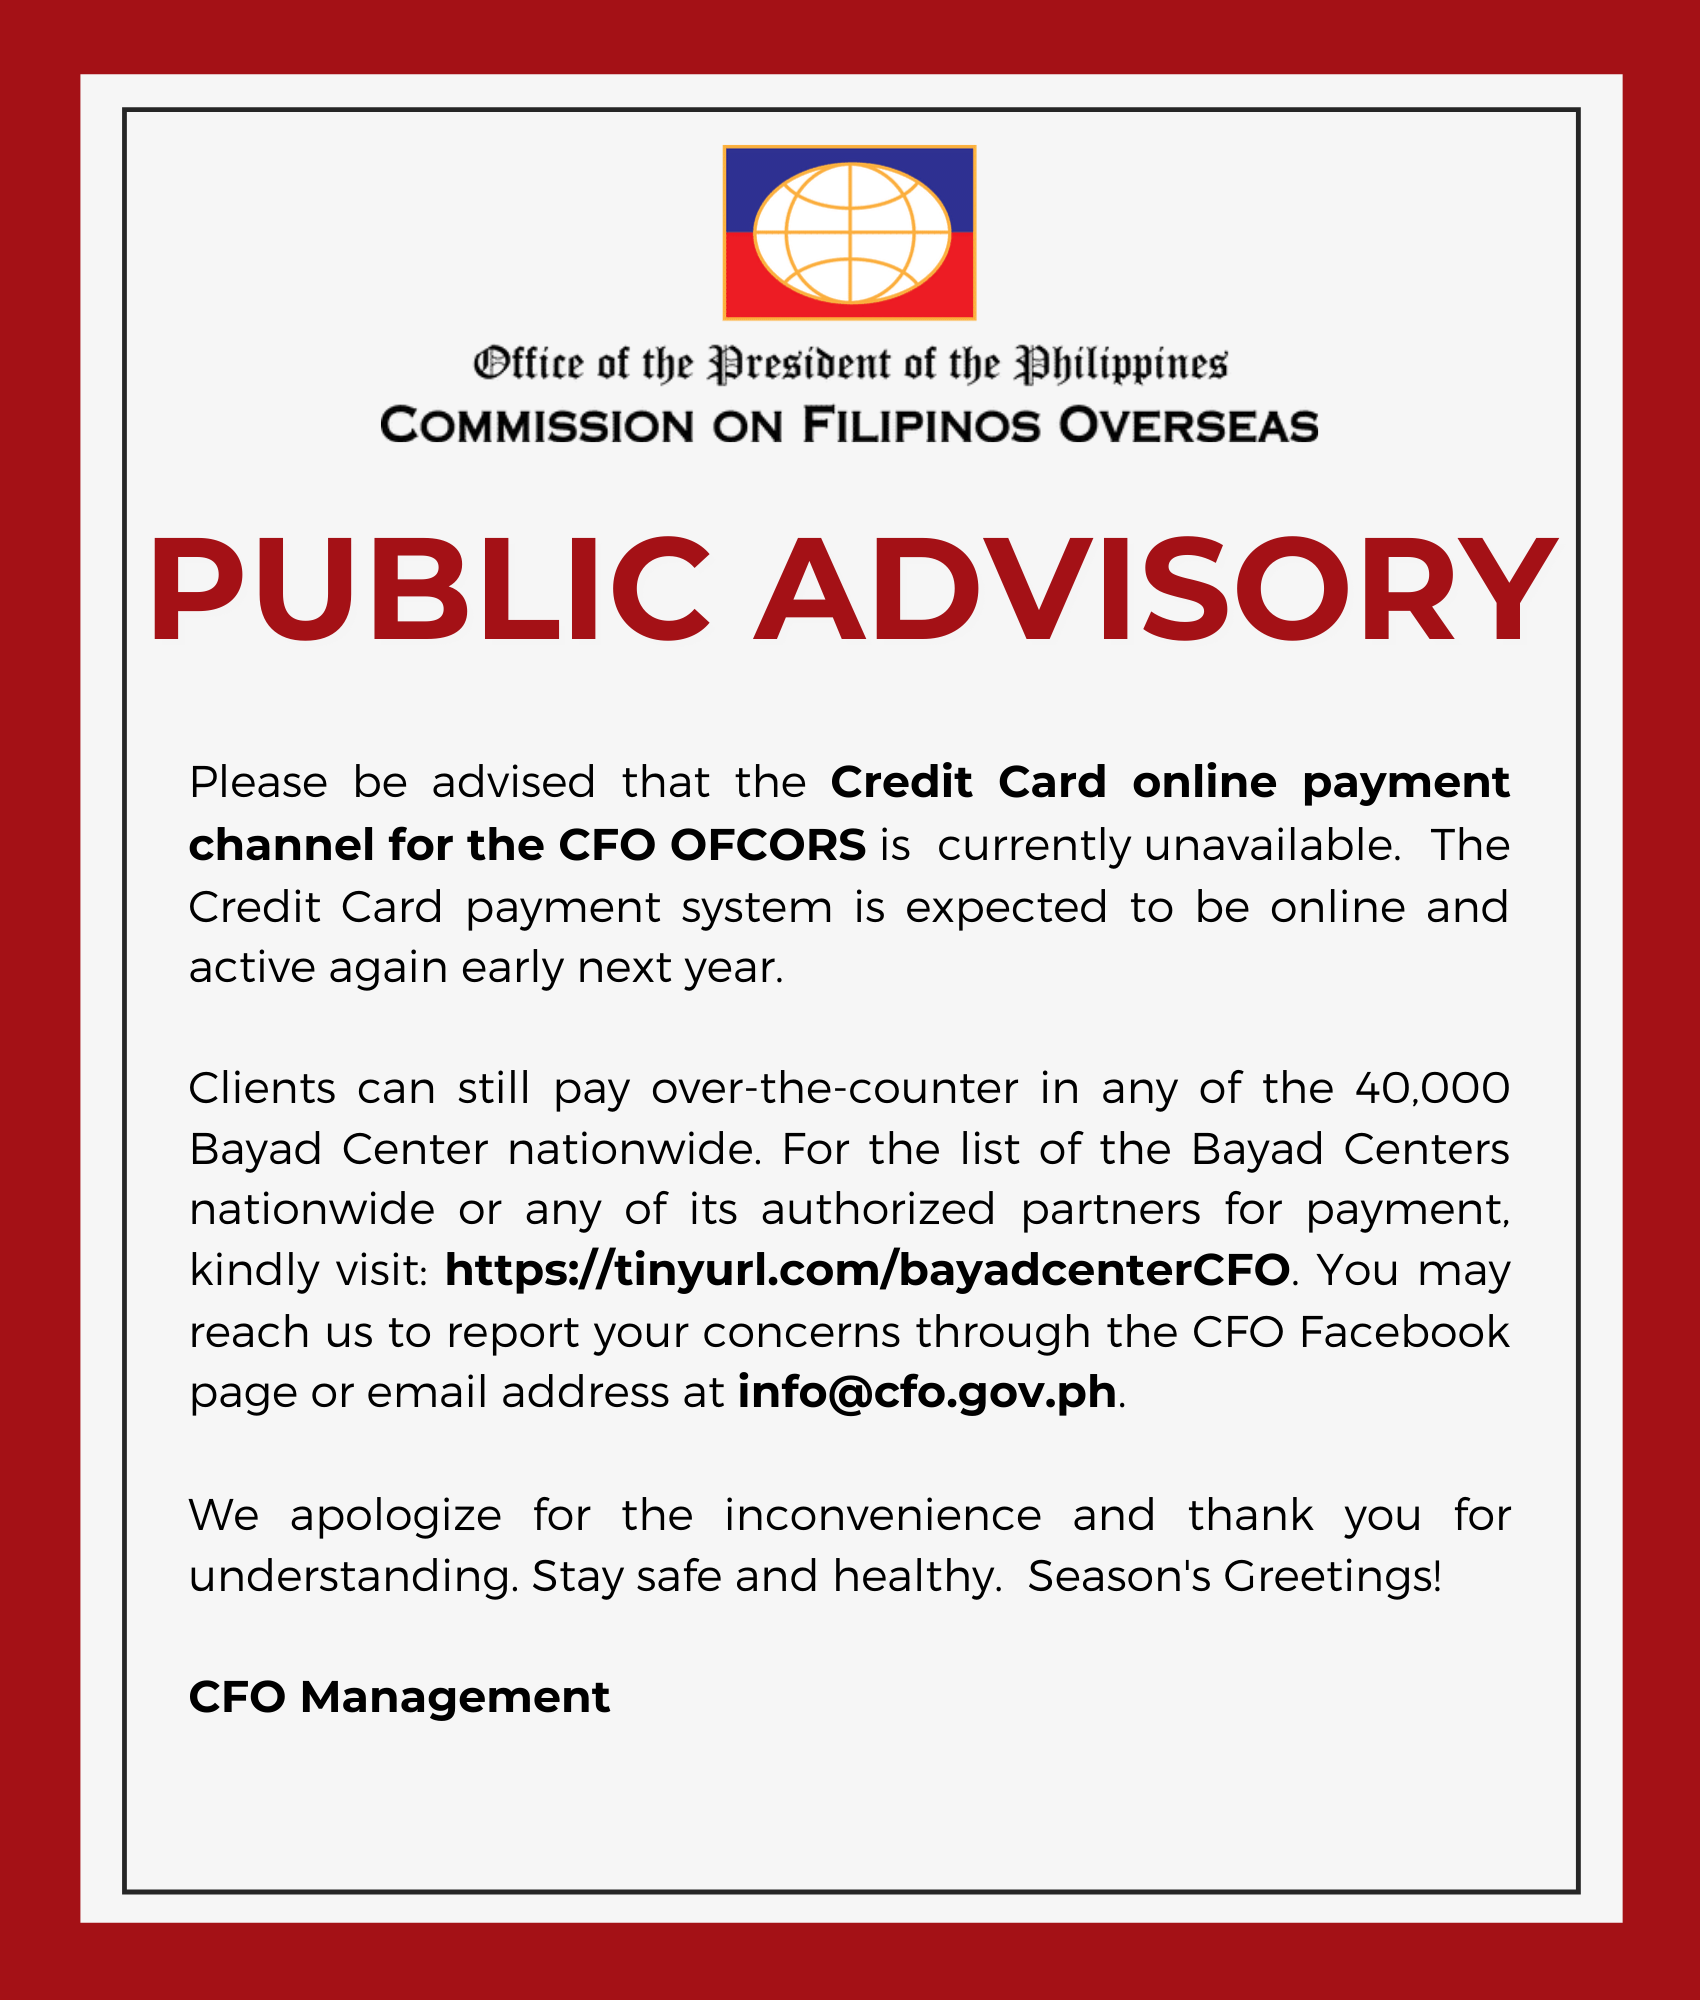 Office of the President of the Philippines
COMMISSION ON FILIPINOS OVERSEAS
PUBLIC ADVISORY
Please be advised that the Credit Card online payment
channel for the CFO OFCORS is currently unavailable. The
Credit Card payment system is expected to be online and
active again early next year.
Clients can still pay over-the-counter in any of the 40,000
Bayad Center nationwide. For the list of the Bayad Centers
nationwide or any of its authorized partners for payment,
kindly visit: https://tinyurl.com/bayadcenterCFO. You may
reach us to report your concerns through the CFO Facebook
page or email address at info@cfo.gov.ph.
We apologize for the inconvenience and thank you for
understanding. Stay safe and healthy. Season's Greetings!
CFO Management